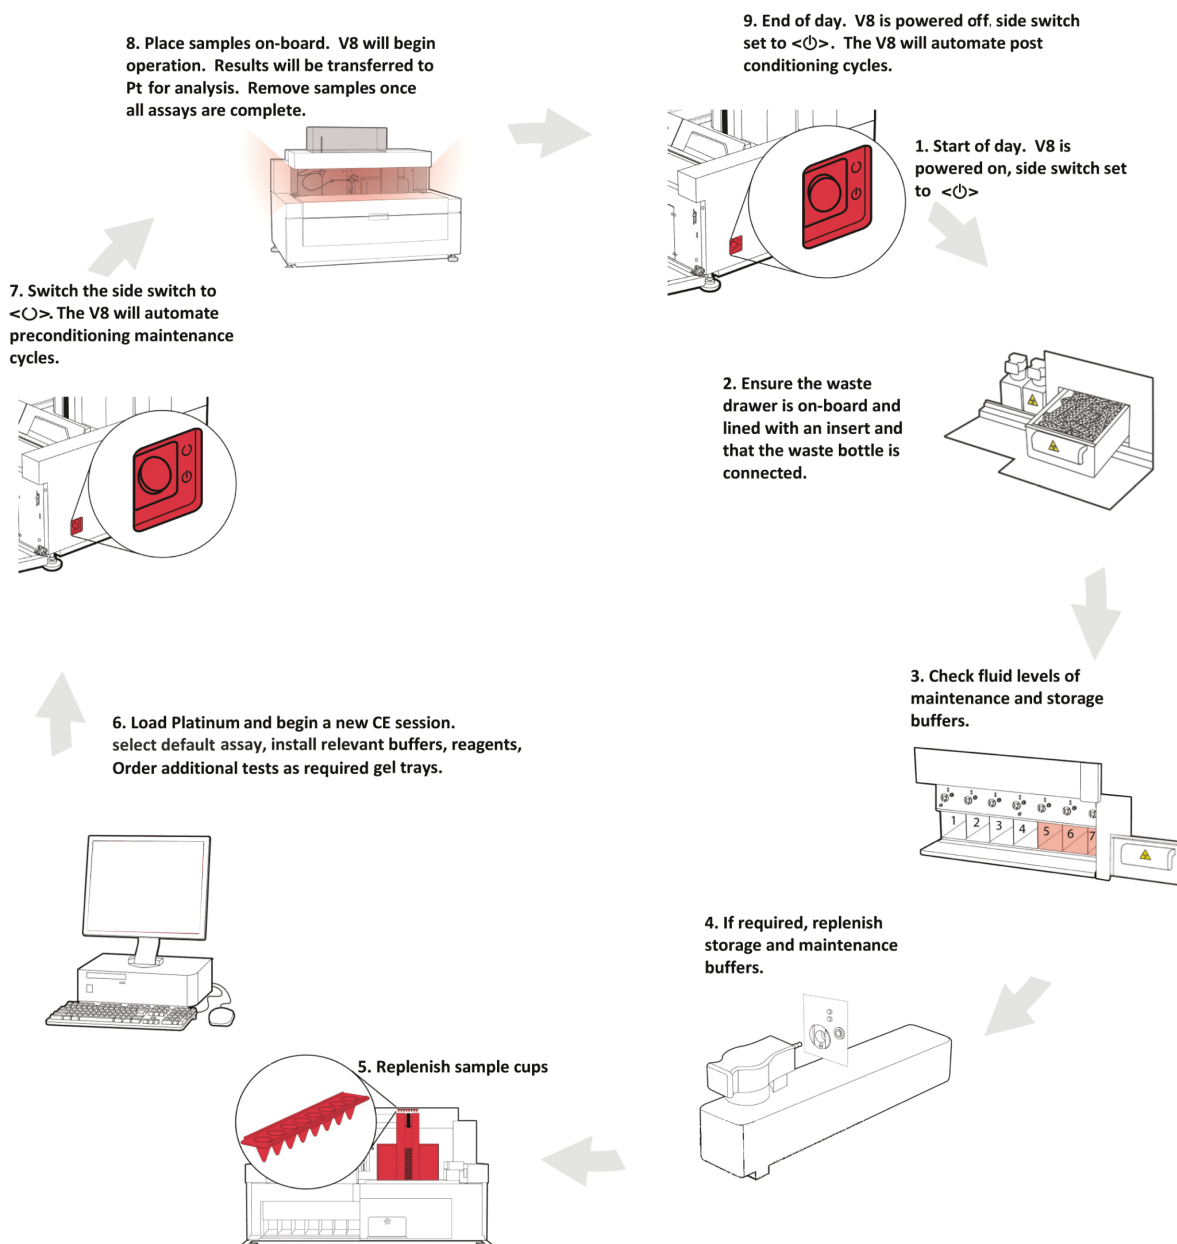 8. Place samples on-board. V8 will begin
operation. Results will be transferred to
Pt for analysis. Remove samples once
all assays are complete.
9. End of day. V8 is powered off, side switch
set to <⏻>. The V8 will automate post
conditioning cycles.
1. Start of day. V8 is
powered on, side switch set
to <⏻>
2. Ensure the waste
drawer is on-board and
lined with an insert and
that the waste bottle is
connected.
3. Check fluid levels of
maintenance and storage
buffers.
1 2 3 4 5 6 7
4. If required, replenish
storage and maintenance
buffers.
5. Replenish sample cups
6. Load Platinum and begin a new CE session.
select default assay, install relevant buffers, reagents,
Order additional tests as required gel trays.
7. Switch the side switch to
<◯>. The V8 will automate
preconditioning maintenance
cycles.